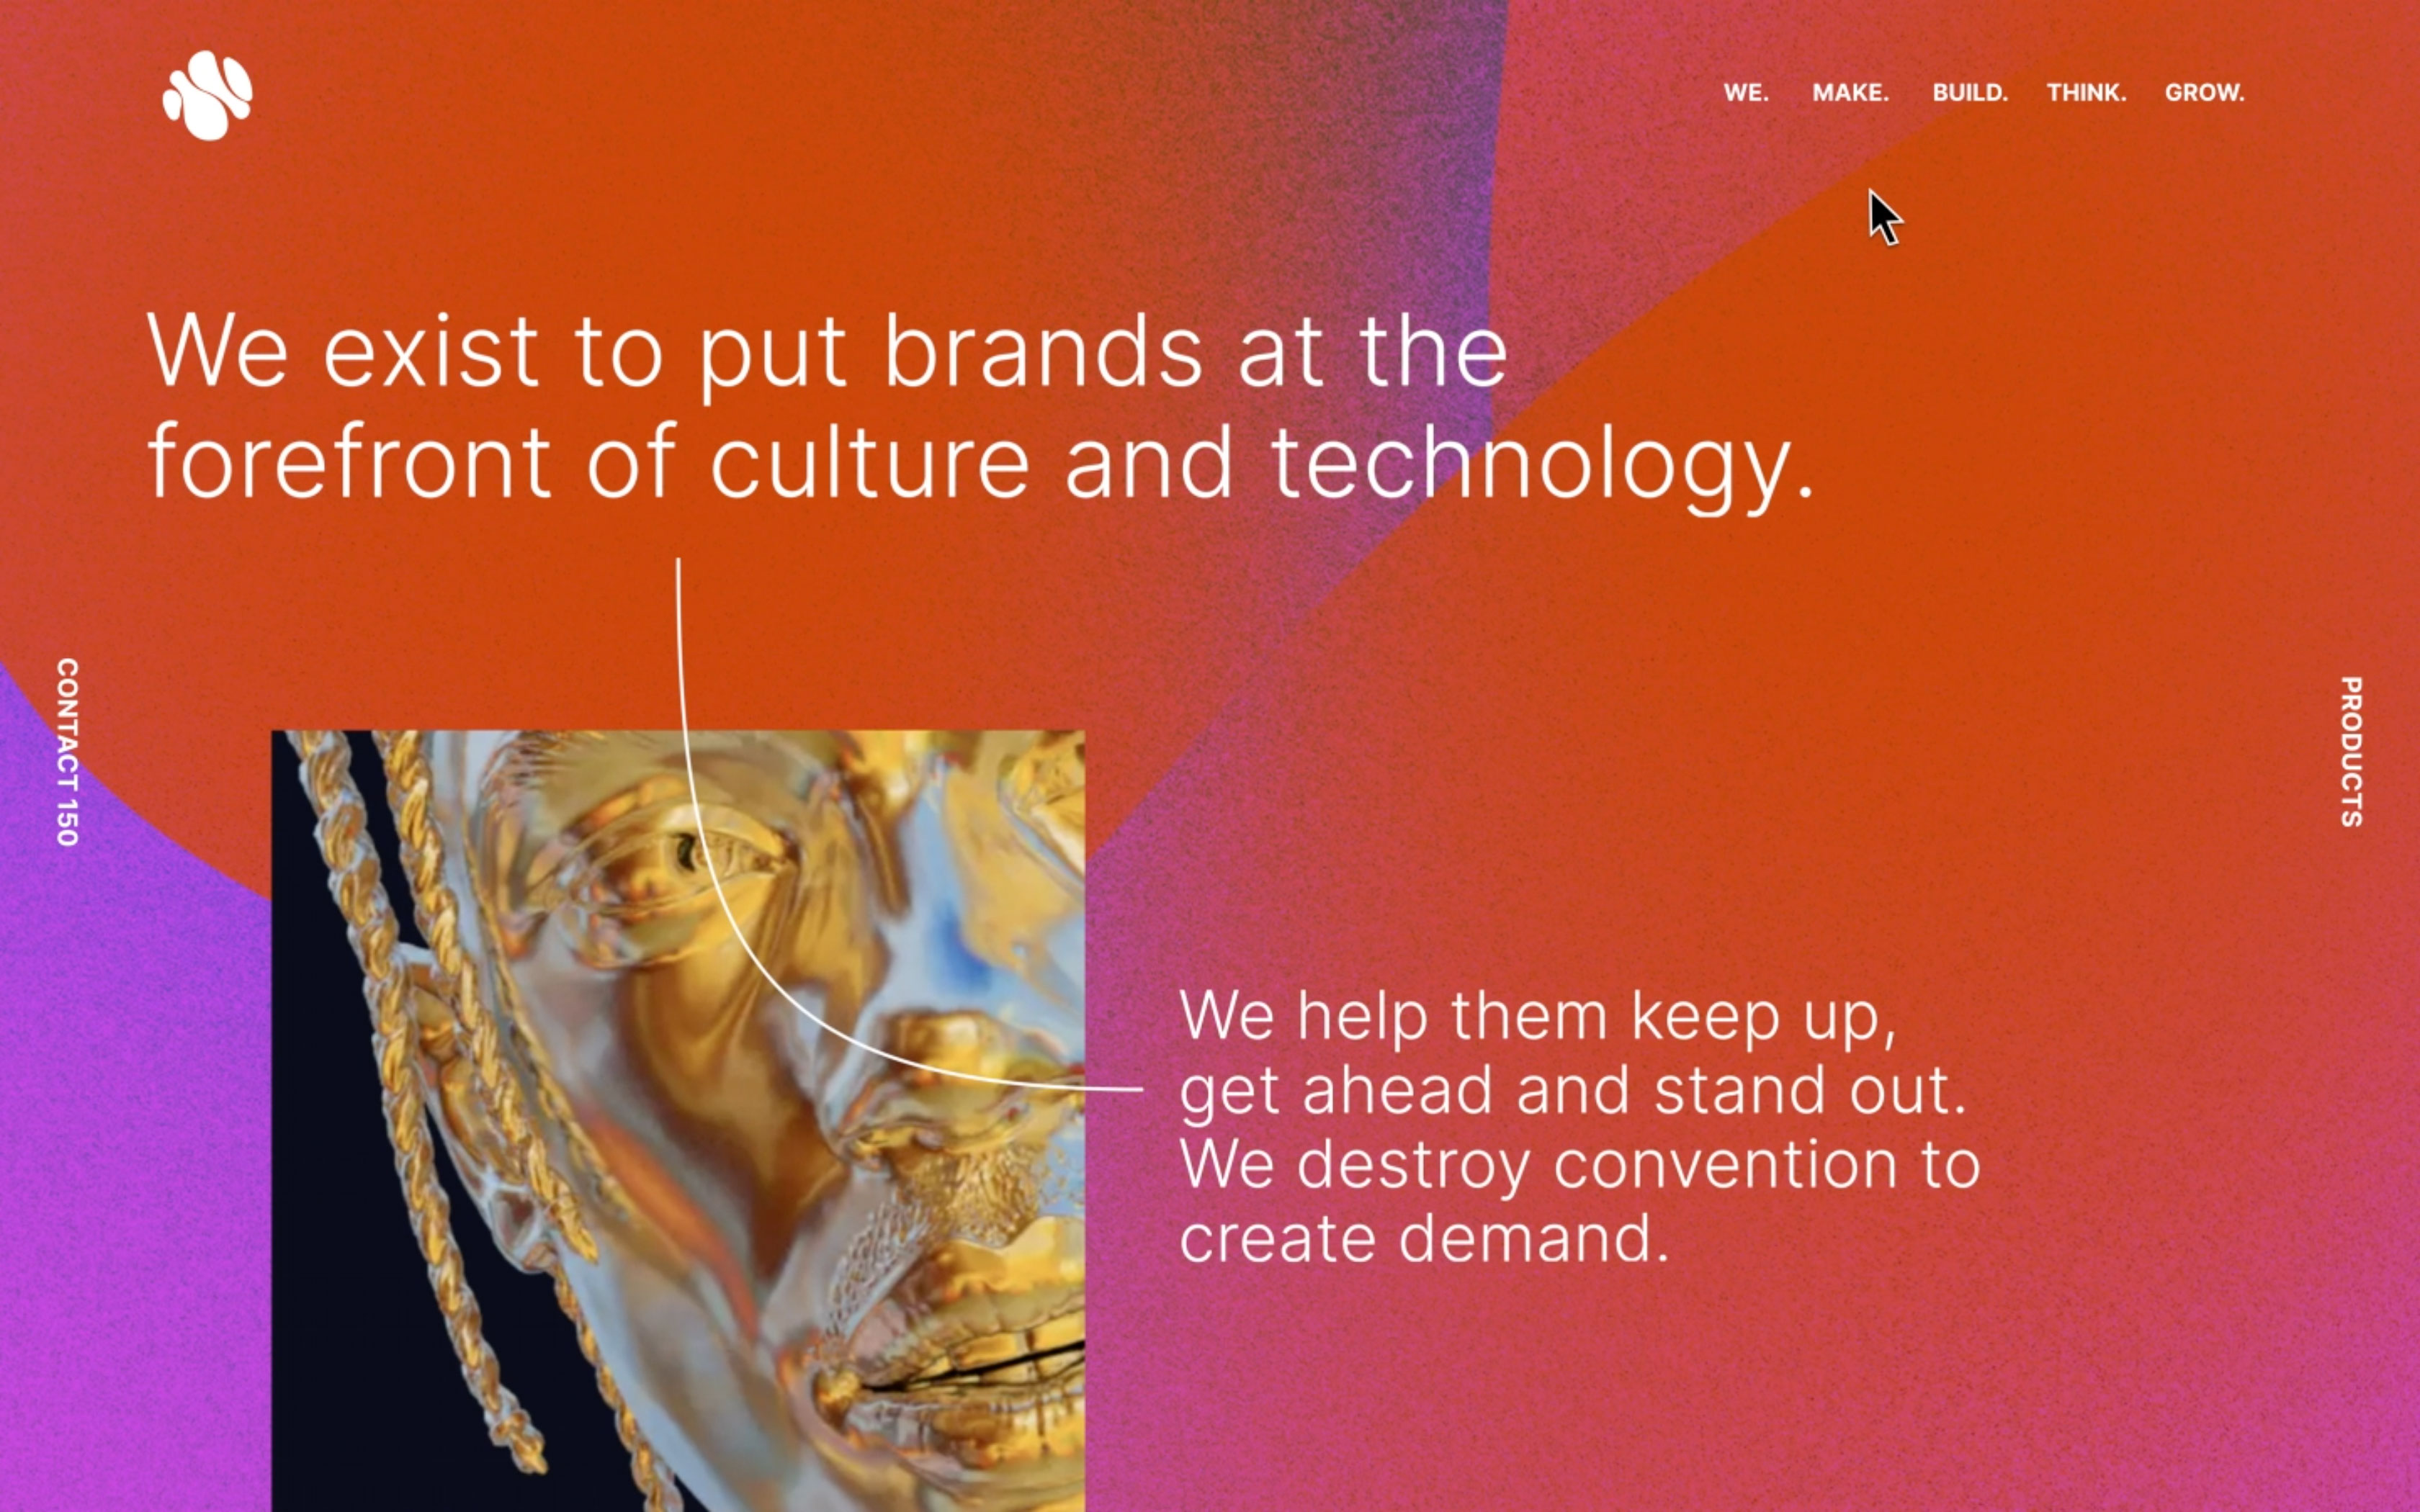 WE. MAKE. BUILD. THINK. GROW.
We exist to put brands at the
forefront of culture and technology.
CONTACT 150
PRODUCTS
We help them keep up,
get ahead and stand out.
We destroy convention to
create demand.